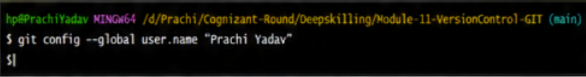 hp@PrachiYadav MINGW64 /d/Prachi/Cognizant-Round/Deepskilling/Module-11-VersionControl-GIT (main)
$ git config --global user.name “Prachi Yadav”
$